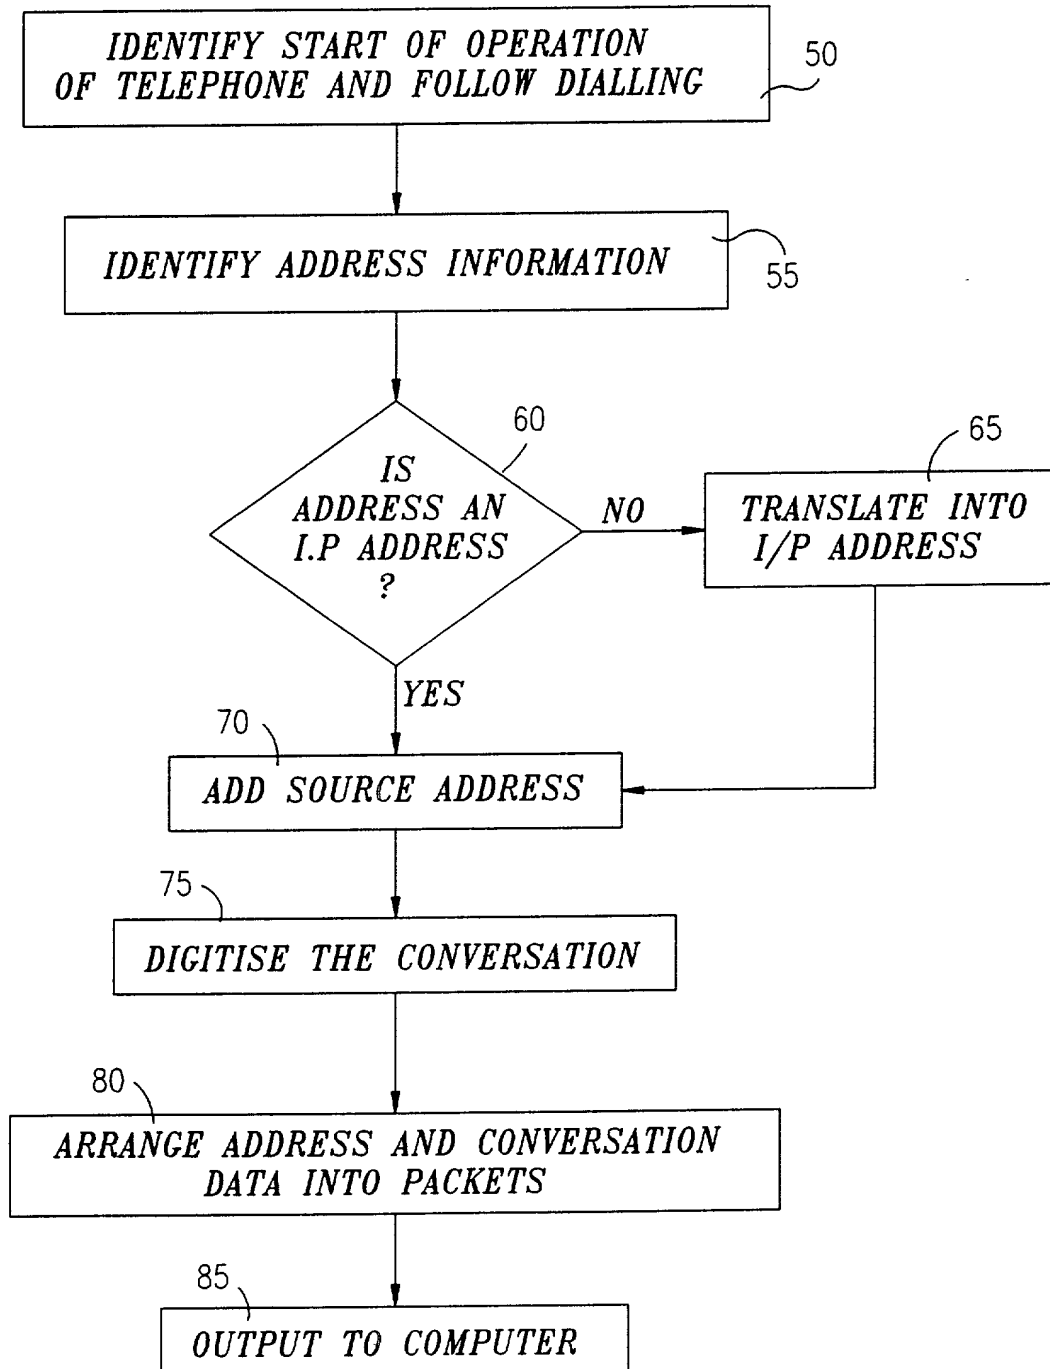 IDENTIFY START OF OPERATION
OF TELEPHONE AND FOLLOW DIALLING
50
IDENTIFY ADDRESS INFORMATION
55
60
IS
ADDRESS AN
I.P ADDRESS
?
NO
65
TRANSLATE INTO
I/P ADDRESS
YES
70
ADD SOURCE ADDRESS
75
DIGITISE THE CONVERSATION
80
ARRANGE ADDRESS AND CONVERSATION
DATA INTO PACKETS
85
OUTPUT TO COMPUTER